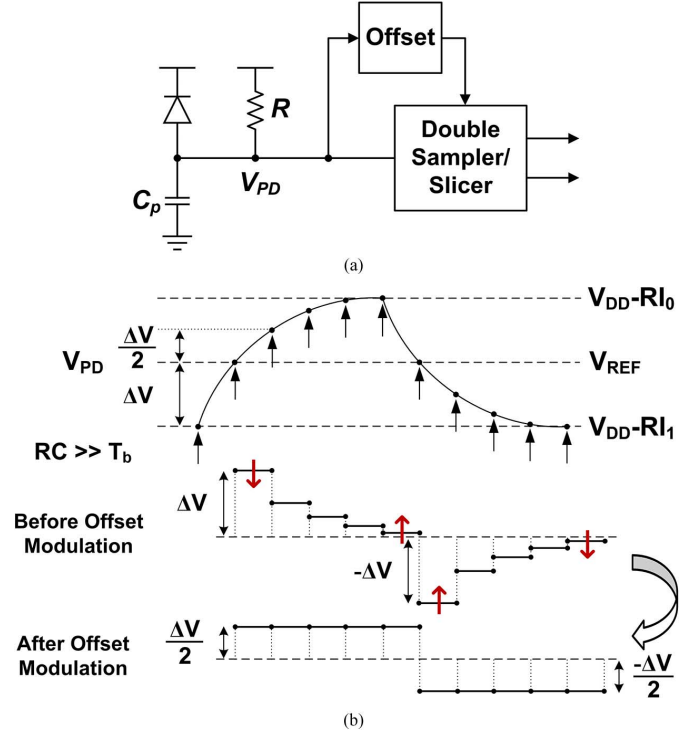 Offset
R
Double
Sampler/
Slicer
V_PD
C_p
(a)
V_DD-RI_0
ΔV
2
V_PD
V_REF
ΔV
V_DD-RI_1
RC >> T_b
ΔV
Before Offset
Modulation
-ΔV
ΔV
2
After Offset
Modulation
-ΔV
2
(b)